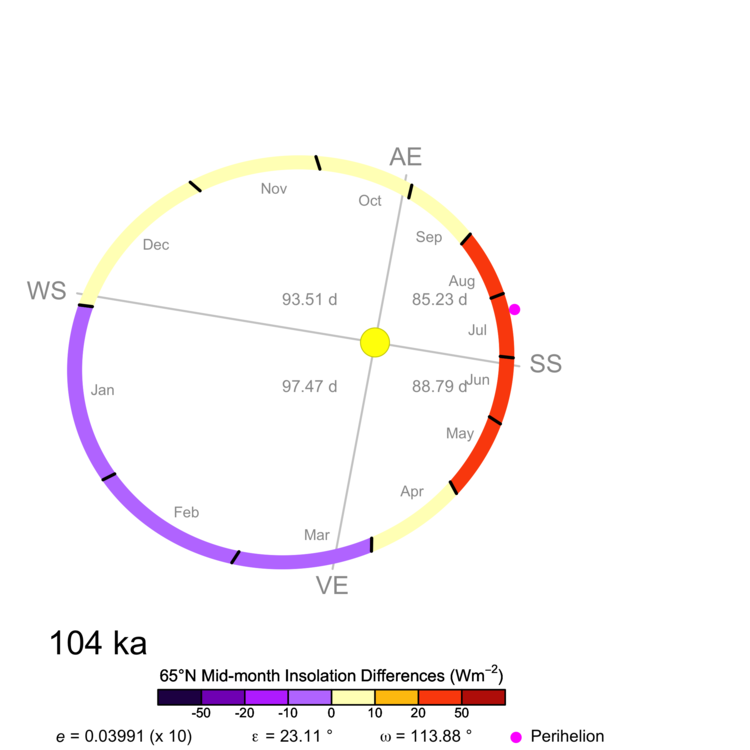 AE
Nov
Oct
Sep
Dec
Aug
WS
93.51 d
85.23 d
Jul
SS
97.47 d
88.79 d
Jun
Jan
May
Apr
Feb
Mar
VE
104 ka
65°N Mid-month Insolation Differences (Wm⁻²)
-50 -20 -10 0 10 20 50
e = 0.03991 (x 10) ε = 23.11 ° ω = 113.88 ° Perihelion